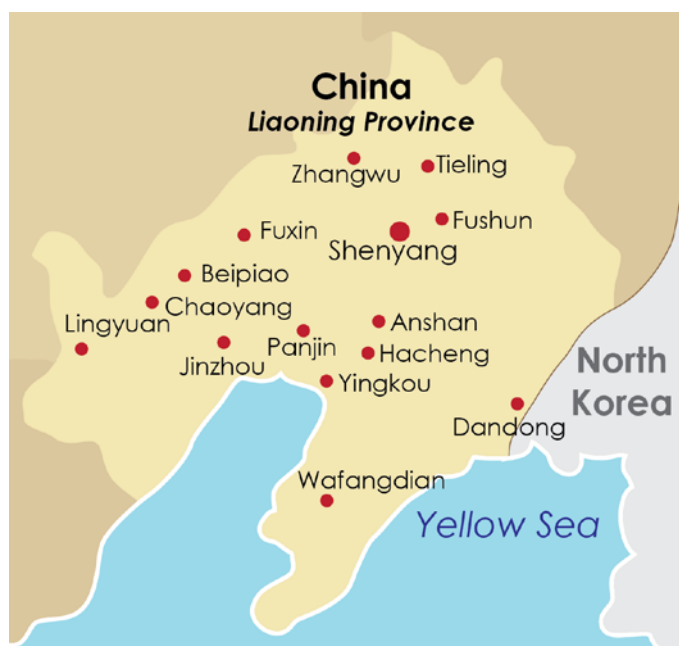 China
Liaoning Province
Zhangwu
Tieling
Fushun
Fuxin
Shenyang
Beipiao
Chaoyang
Lingyuan
Anshan
Panjin
Hacheng
Jinzhou
Yingkou
North
Korea
Dandong
Wafangdian
Yellow Sea